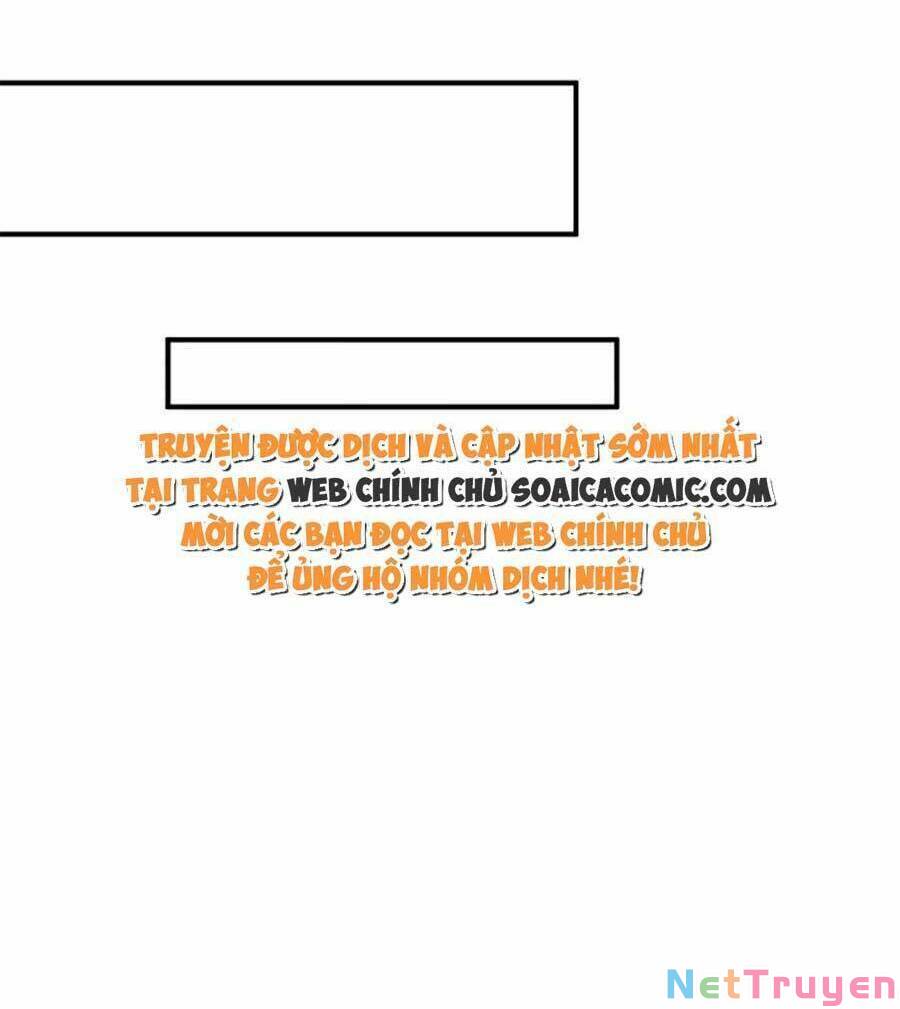 TRUYỆN ĐƯỢC DỊCH VÀ CẬP NHẬT SỚM NHẤT
TẠI TRANG WEB CHÍNH CHỦ SOAICACOMIC.COM
MỜI CÁC BẠN ĐỌC TẠI WEB CHÍNH CHỦ
ĐỂ ỦNG HỘ NHÓM DỊCH NHÉ!
NetTruyen